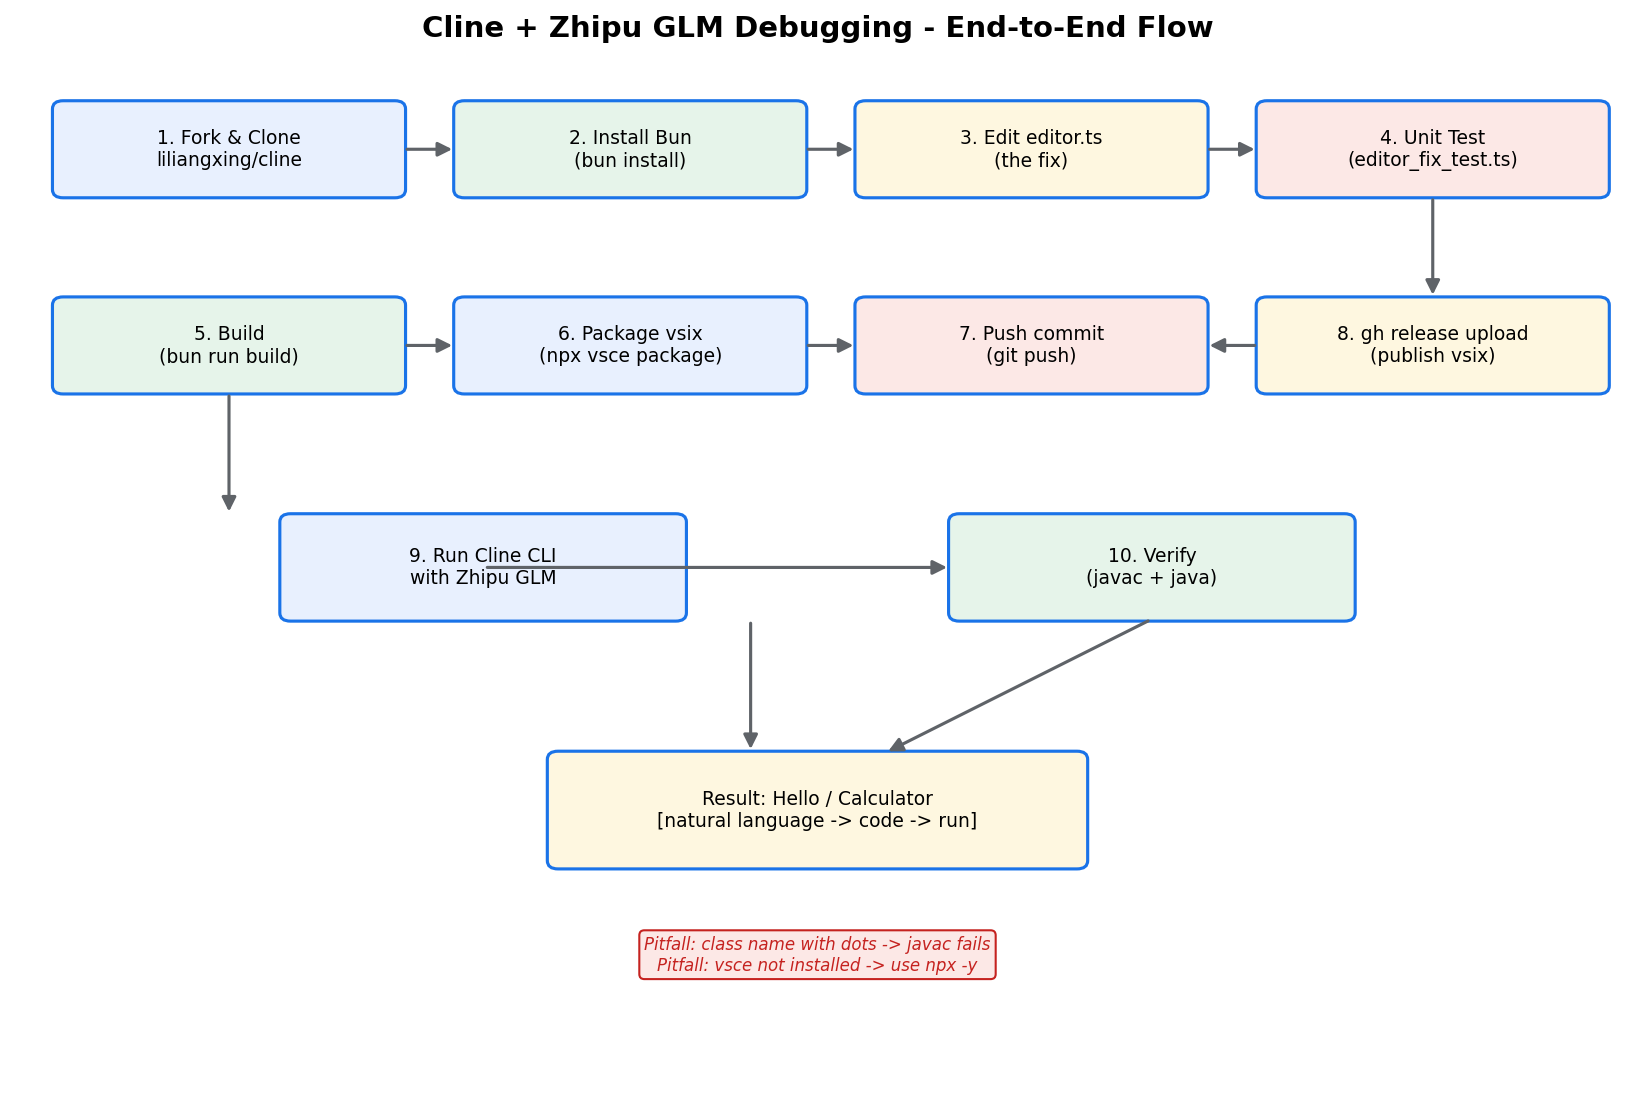 Cline + Zhipu GLM Debugging - End-to-End Flow
1. Fork & Clone
liliangxing/cline
2. Install Bun
(bun install)
3. Edit editor.ts
(the fix)
4. Unit Test
(editor_fix_test.ts)
5. Build
(bun run build)
6. Package vsix
(npx vsce package)
7. Push commit
(git push)
8. gh release upload
(publish vsix)
9. Run Cline CLI
with Zhipu GLM
10. Verify
(javac + java)
Result: Hello / Calculator
[natural language -> code -> run]
Pitfall: class name with dots -> javac fails
Pitfall: vsce not installed -> use npx -y